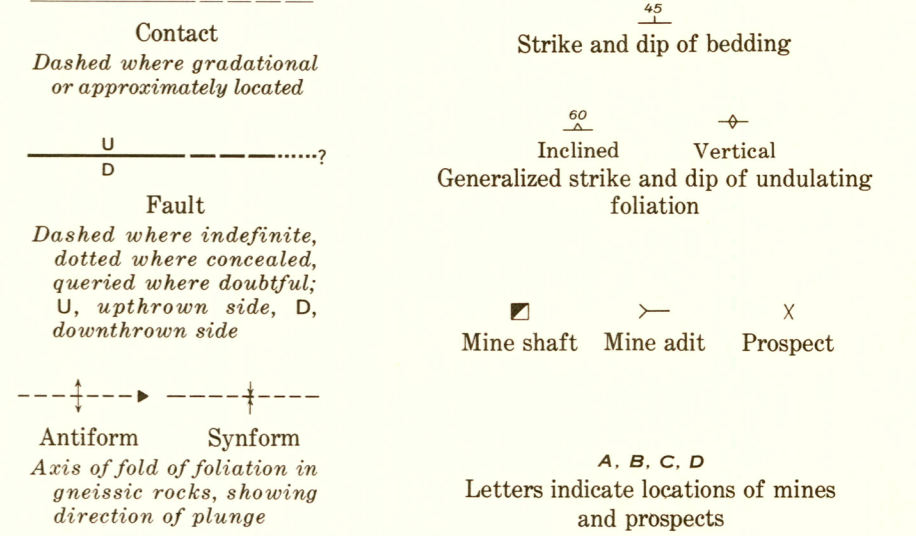 Contact
Dashed where gradational
or approximately located
U
D
?
Fault
Dashed where indefinite,
dotted where concealed,
queried where doubtful;
U, upthrown side, D,
downthrown side
Antiform Synform
Axis of fold of foliation in
gneissic rocks, showing
direction of plunge
45
Strike and dip of bedding
60
Inclined Vertical
Generalized strike and dip of undulating
foliation
Mine shaft Mine adit Prospect
A, B, C, D
Letters indicate locations of mines
and prospects